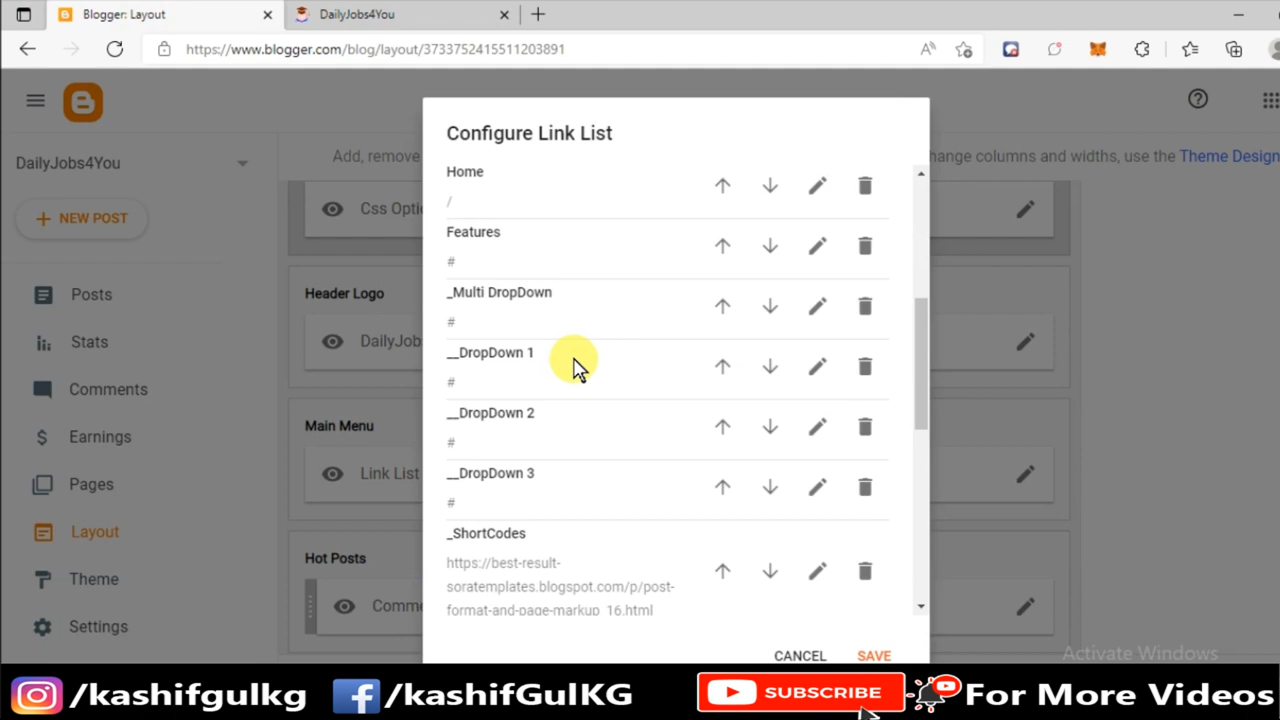 Blogger: Layout
DailyJobs4You
https://www.blogger.com/blog/layout/3733752415511203891
DailyJobs4You
NEW POST
Posts
Stats
Comments
Earnings
Pages
Layout
Theme
Settings
Add, remove
hange columns and widths, use the Theme Design
Css Opti
Header Logo
DailyJob
Main Menu
Link List
Hot Posts
Comme
Configure Link List
Home
/
Features
#
_Multi DropDown
#
__DropDown 1
#
__DropDown 2
#
__DropDown 3
#
_ShortCodes
https://best-result-
soratemplates.blogspot.com/p/post-
format-and-page-markup_16.html
CANCEL
SAVE
Activate Windows
/kashifgulkg
/kashifGulKG
SUBSCRIBE
For More Videos